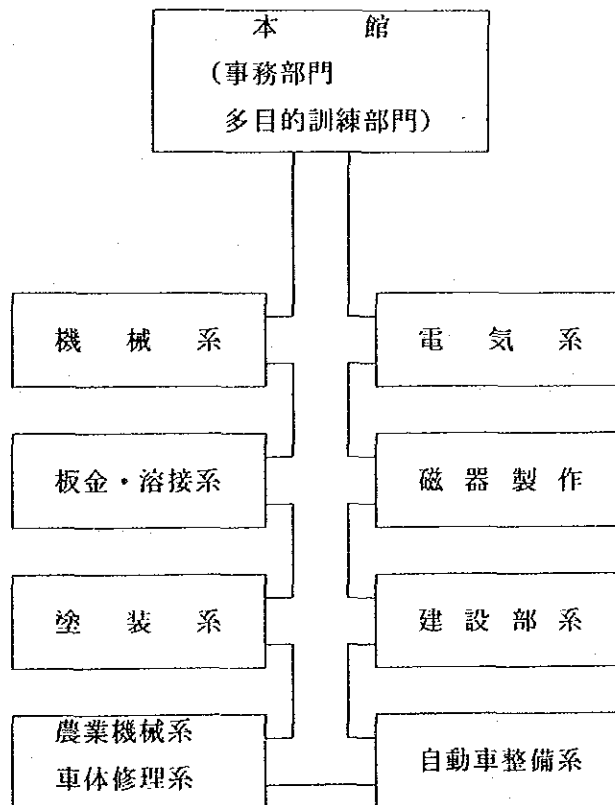 本館
(事務部門
多目的訓練部門)
機械系
電気系
板金・溶接系
磁器製作
塗装系
建設部系
農業機械系
車体修理系
自動車整備系